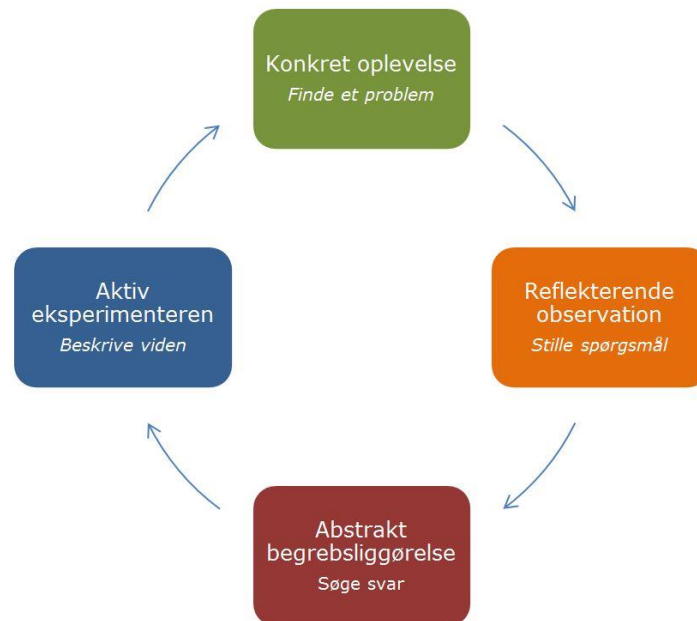 Konkret oplevelse
Finde et problem
Reflekterende
observation
Stille spørgsmål
Abstrakt
begrebsliggørelse
Søge svar
Aktiv
eksperimenteren
Beskrive viden